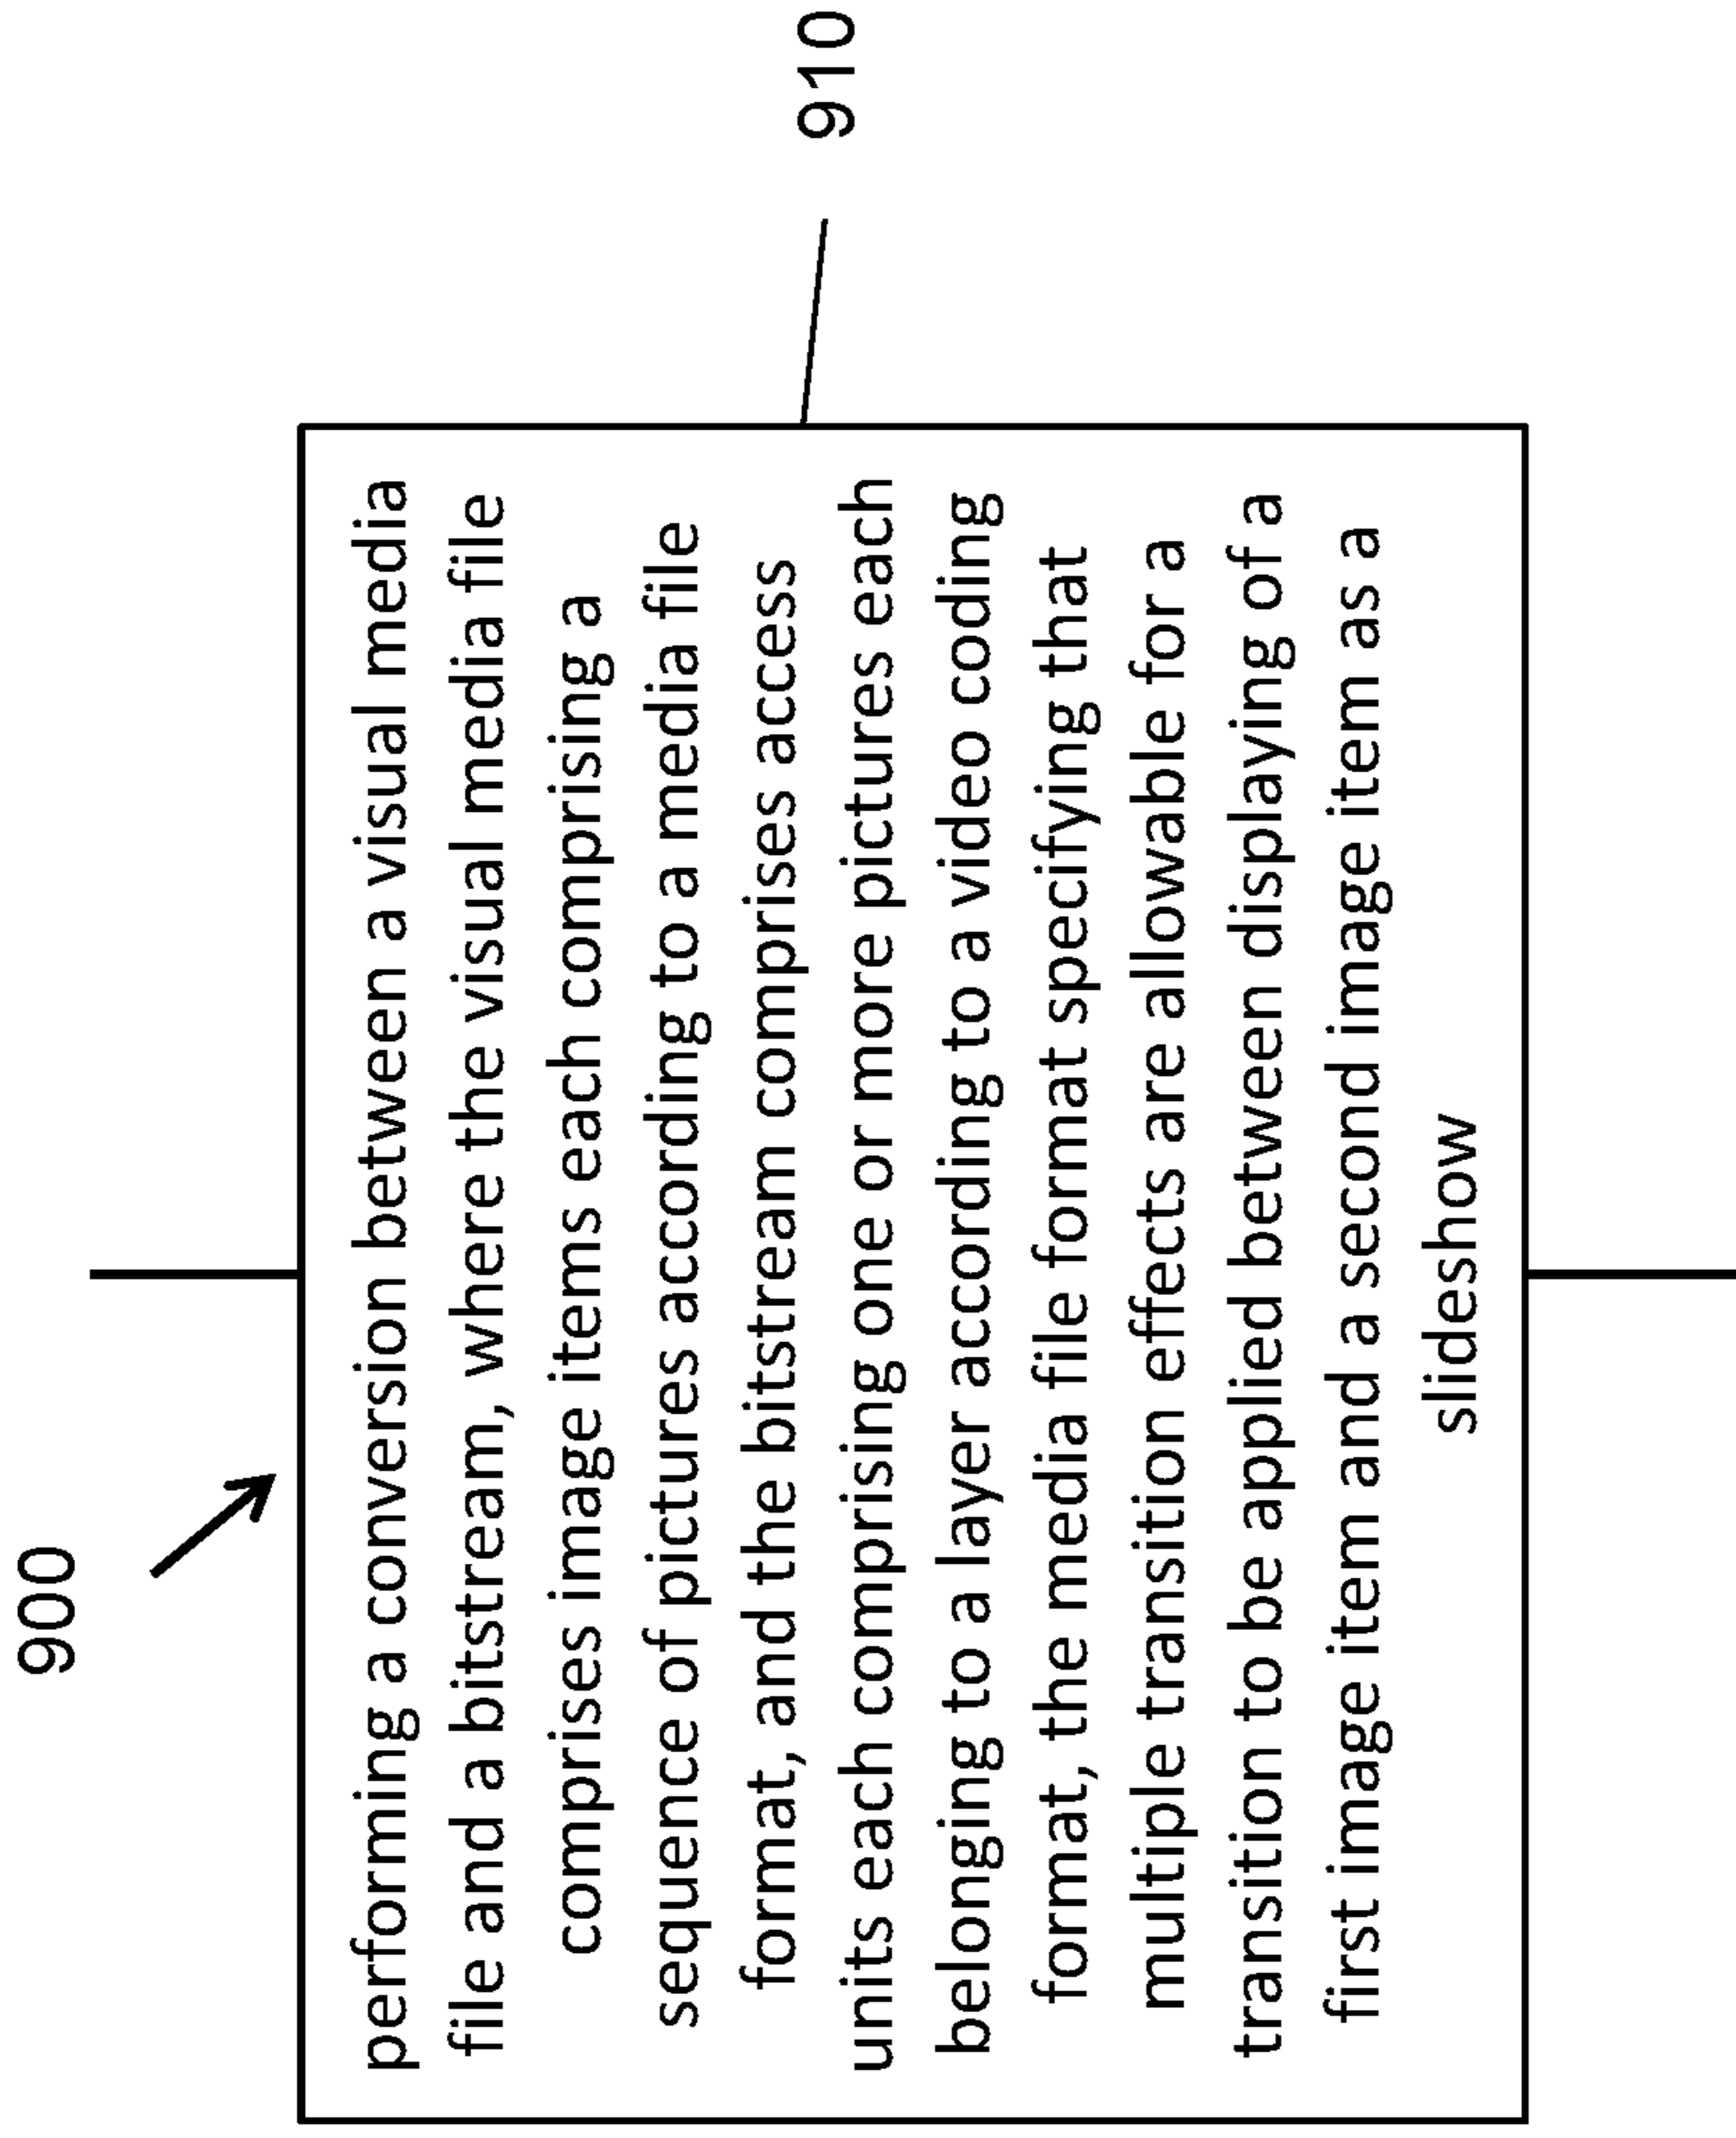 900
performing a conversion between a visual media
file and a bitstream, where the visual media file
comprises image items each comprising a
sequence of pictures according to a media file
format, and the bitstream comprises access
units each comprising one or more pictures each
belonging to a layer according to a video coding
format, the media file format specifying that
multiple transition effects are allowable for a
transition to be applied between displaying of a
first image item and a second image item as a
slideshow
910